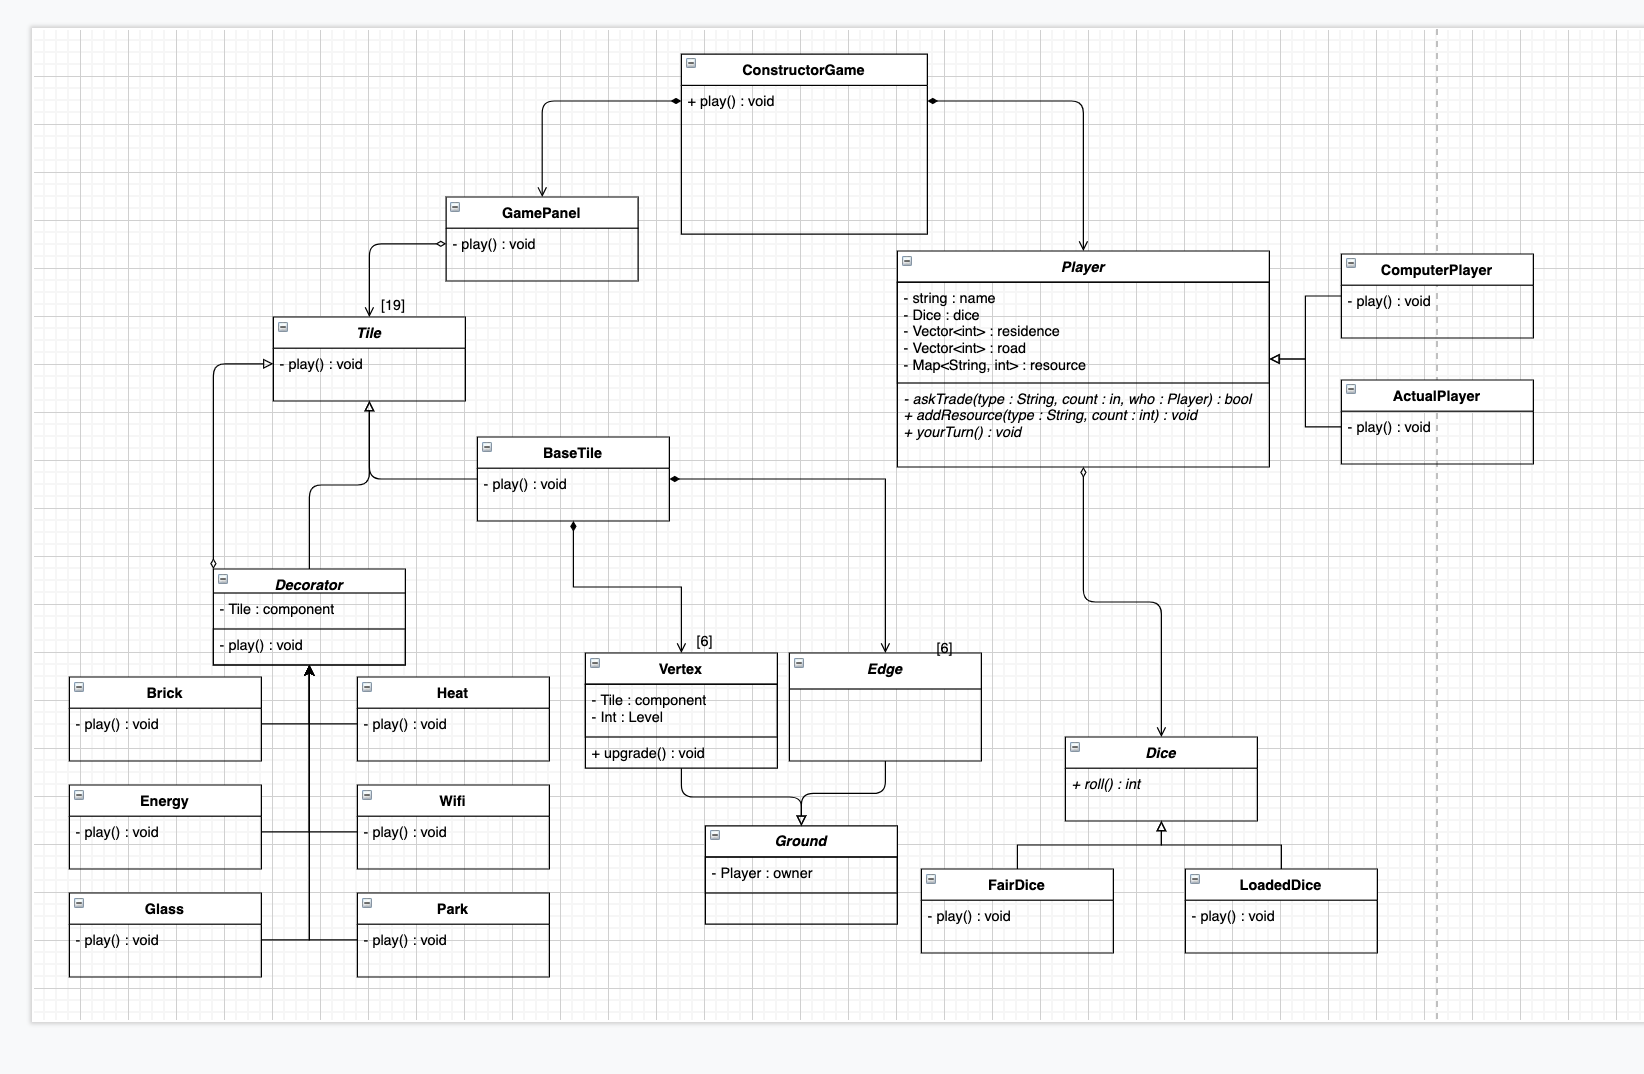 ConstructorGame
+ play() : void
GamePanel
- play() : void
[19]
Tile
- play() : void
Player
- string : name
- Dice : dice
- Vector<int> : residence
- Vector<int> : road
- Map<String, int> : resource
- askTrade(type : String, count : in, who : Player) : bool
+ addResource(type : String, count : int) : void
+ yourTurn() : void
ComputerPlayer
- play() : void
ActualPlayer
- play() : void
BaseTile
- play() : void
Decorator
- Tile : component
- play() : void
Brick
- play() : void
Heat
- play() : void
Energy
- play() : void
Wifi
- play() : void
Glass
- play() : void
Park
- play() : void
[6]
Vertex
- Tile : component
- Int : Level
+ upgrade() : void
[6]
Edge
Ground
- Player : owner
Dice
+ roll() : int
FairDice
- play() : void
LoadedDice
- play() : void